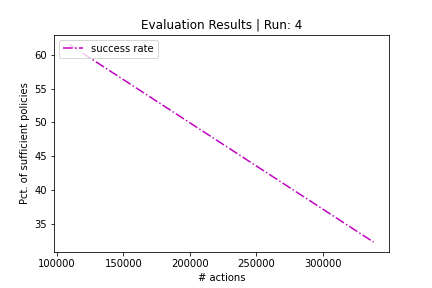 Evaluation Results | Run: 4
success rate
Pct. of sufficient policies
60
55
50
45
40
35
100000 150000 200000 250000 300000
# actions